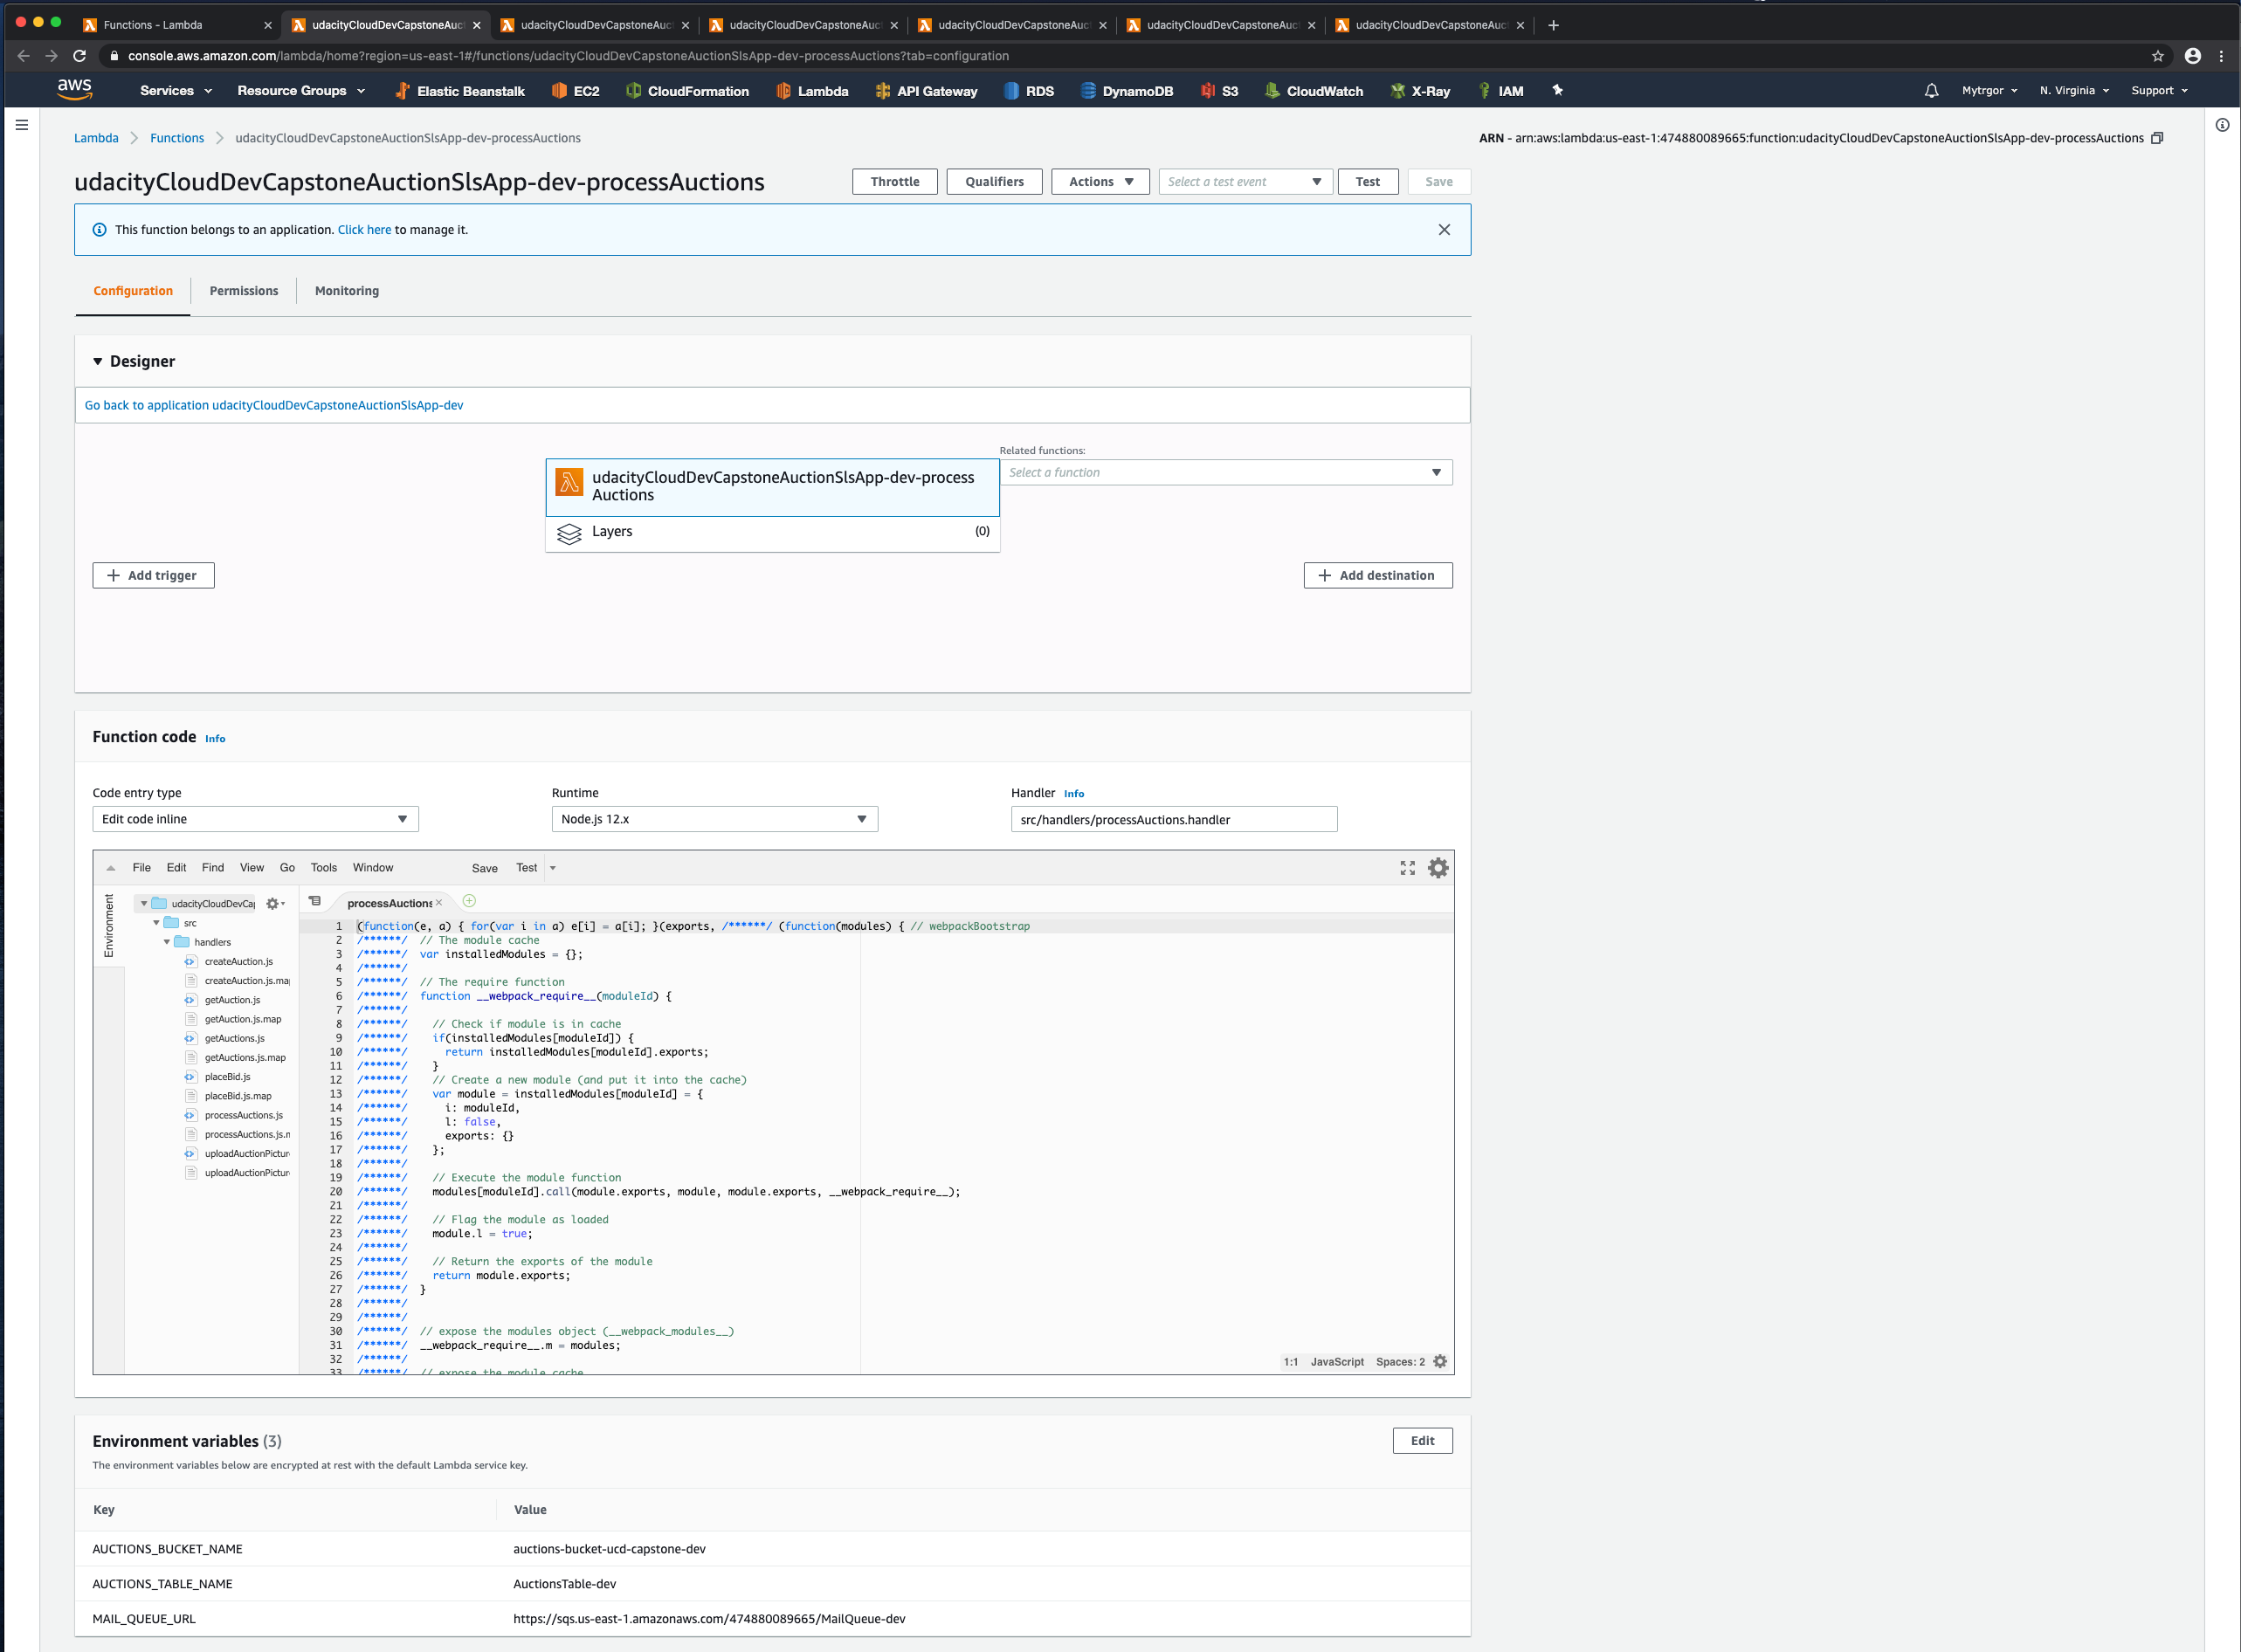 Functions - Lambda
udacityCloudDevCapstoneAuct
udacityCloudDevCapstoneAuct
udacityCloudDevCapstoneAuct
udacityCloudDevCapstoneAuct
udacityCloudDevCapstoneAuct
udacityCloudDevCapstoneAuct
console.aws.amazon.com/lambda/home?region=us-east-1#/functions/udacityCloudDevCapstoneAuctionSlsApp-dev-processAuctions?tab=configuration
aws Services Resource Groups Elastic Beanstalk EC2 CloudFormation Lambda API Gateway RDS DynamoDB S3 CloudWatch X-Ray IAM Mytrgor N. Virginia Support
Lambda Functions udacityCloudDevCapstoneAuctionSlsApp-dev-processAuctions
ARN - arn:aws:lambda:us-east-1:474880089665:function:udacityCloudDevCapstoneAuctionSlsApp-dev-processAuctions
udacityCloudDevCapstoneAuctionSlsApp-dev-processAuctions
Throttle Qualifiers Actions Select a test event Test Save
This function belongs to an application. Click here to manage it.
Configuration Permissions Monitoring
Designer
Go back to application udacityCloudDevCapstoneAuctionSlsApp-dev
Related functions:
Select a function
udacityCloudDevCapstoneAuctionSlsApp-dev-process
Auctions
Layers (0)
Add trigger
Add destination
Function code Info
Code entry type
Edit code inline
Runtime
Node.js 12.x
Handler Info
src/handlers/processAuctions.handler
File Edit Find View Go Tools Window Save Test
Environment
udacityCloudDevCap
src
handlers
createAuction.js
createAuction.js.map
getAuction.js
getAuction.js.map
getAuctions.js
getAuctions.js.map
placeBid.js
placeBid.js.map
processAuctions.js
processAuctions.js.m
uploadAuctionPicture
uploadAuctionPicture
processAuctions
1 (function(e, a) { for(var i in a) e[i] = a[i]; }(exports, /******/ (function(modules) { // webpackBootstrap
2 /******/ // The module cache
3 /******/ var installedModules = {};
4 /******/
5 /******/ // The require function
6 /******/ function __webpack_require__(moduleId) {
7 /******/
8 /******/ // Check if module is in cache
9 /******/ if(installedModules[moduleId]) {
10 /******/ return installedModules[moduleId].exports;
11 /******/ }
12 /******/ // Create a new module (and put it into the cache)
13 /******/ var module = installedModules[moduleId] = {
14 /******/ i: moduleId,
15 /******/ l: false,
16 /******/ exports: {}
17 /******/ };
18 /******/
19 /******/ // Execute the module function
20 /******/ modules[moduleId].call(module.exports, module, module.exports, __webpack_require__);
21 /******/
22 /******/ // Flag the module as loaded
23 /******/ module.l = true;
24 /******/
25 /******/ // Return the exports of the module
26 /******/ return module.exports;
27 /******/ }
28 /******/
29 /******/
30 /******/ // expose the modules object (__webpack_modules__)
31 /******/ __webpack_require__.m = modules;
32 /******/
33 /******/ // expose the module cache
1:1 JavaScript Spaces: 2
Environment variables (3)
Edit
The environment variables below are encrypted at rest with the default Lambda service key.
Key Value
AUCTIONS_BUCKET_NAME auctions-bucket-ucd-capstone-dev
AUCTIONS_TABLE_NAME AuctionsTable-dev
MAIL_QUEUE_URL https://sqs.us-east-1.amazonaws.com/474880089665/MailQueue-dev